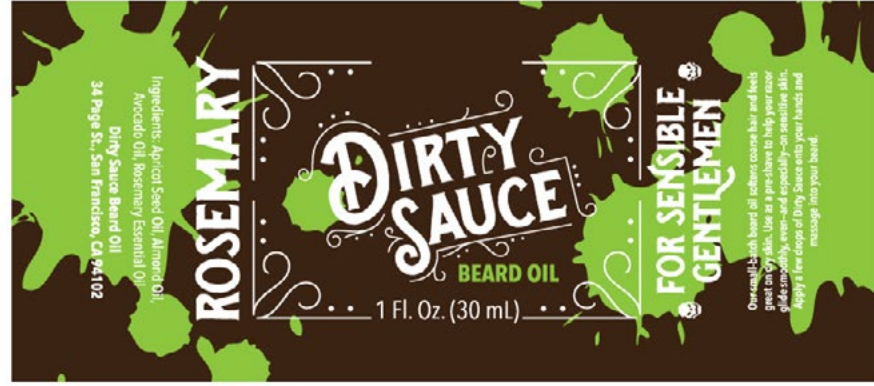 Ingredients: Apricot Seed Oil, Almond Oil,
Avocado Oil, Rosemary Essential Oil
Dirty Sauce Beard Oil
34 Page St., San Francisco, CA 94102
ROSEMARY
DIRTY
SAUCE
BEARD OIL
1 Fl. Oz. (30 mL)
FOR SENSIBLE
GENTLEMEN
Our small-batch beard oil softens coarse hair and feels
great on dry skin. Use as a pre-shave to help your razor
glide smoothly, even–and especially–on sensitive skin.
Apply a few drops of Dirty Sauce onto your hands and
massage into your beard.